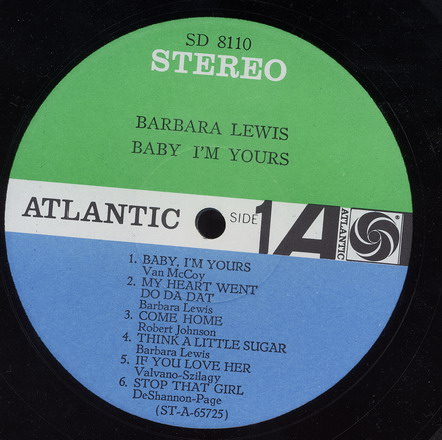 SD 8110
STEREO
BARBARA LEWIS
BABY I'M YOURS
ATLANTIC SIDE 1A ATLANTIC ®
1. BABY, I'M YOURS
Van McCoy
2. MY HEART WENT
DO DA DAT
Barbara Lewis
3. COME HOME
Robert Johnson
4. THINK A LITTLE SUGAR
Barbara Lewis
5. IF YOU LOVE HER
Valvano-Szilagy
6. STOP THAT GIRL
DeShannon-Page
(ST-A-65725)